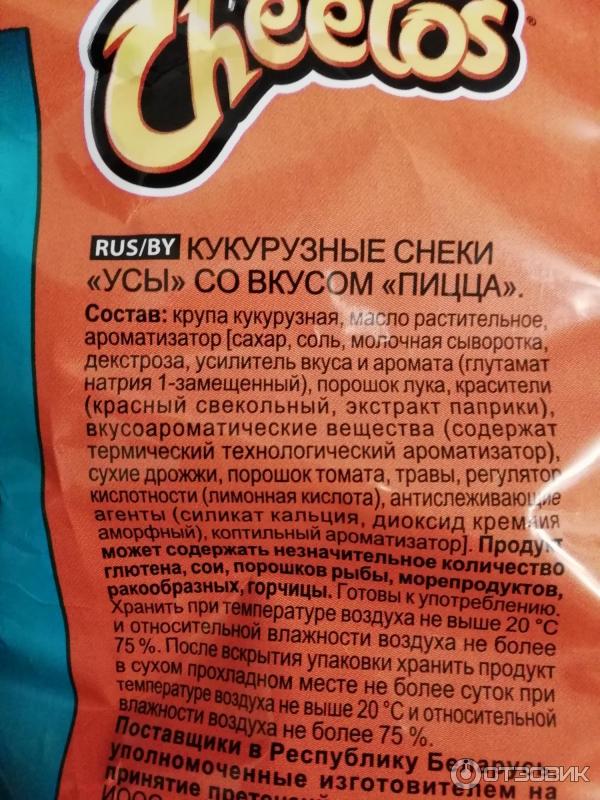 Cheetos
RUS/BY КУКУРУЗНЫЕ СНЕКИ
«УСЫ» СО ВКУСОМ «ПИЦЦА».
Состав: крупа кукурузная, масло растительное,
ароматизатор [сахар, соль, молочная сыворотка,
декстроза, усилитель вкуса и аромата (глутамат
натрия 1-замещенный), порошок лука, красители
(красный свекольный, экстракт паприки),
вкусоароматические вещества (содержат
термический технологический ароматизатор),
сухие дрожжи, порошок томата, травы, регулятор
кислотности (лимонная кислота), антислеживающие
агенты (силикат кальция, диоксид кремния
аморфный), коптильный ароматизатор]. Продукт
может содержать незначительное количество
глютена, сои, порошков рыбы, морепродуктов,
ракообразных, горчицы. Готовы к употреблению.
Хранить при температуре воздуха не выше 20 °C
и относительной влажности воздуха не более
75 %. После вскрытия упаковки хранить продукт
в сухом прохладном месте не более суток при
температуре воздуха не выше 20 °C и относительной
влажности воздуха не более 75 %.
Поставщики в Республику Беларусь,
уполномоченные изготовителем на
принятие претензий
ИООО
ОТЗОВИК